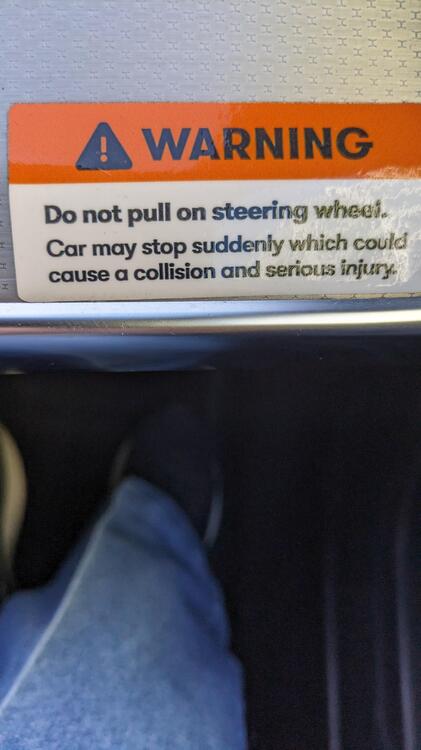 WARNING
Do not pull on steering wheel.
Car may stop suddenly which could
cause a collision and serious injury.